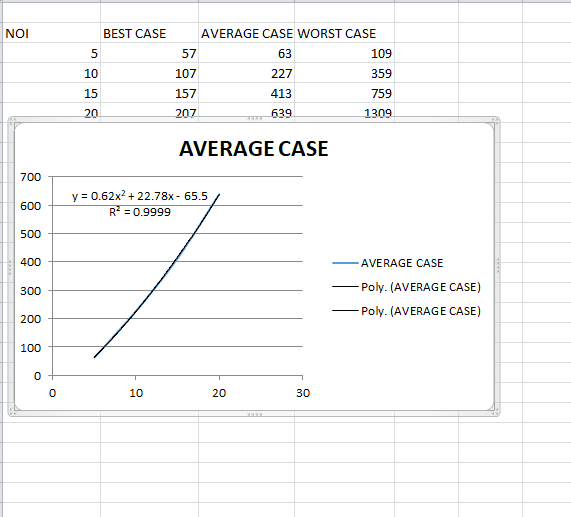 NOI BEST CASE AVERAGE CASE WORST CASE
5 57 63 109
10 107 227 359
15 157 413 759
20 207 639 1309
AVERAGE CASE
y = 0.62x² + 22.78x - 65.5
R² = 0.9999
700
600
500
400
300
200
100
0
0 10 20 30
AVERAGE CASE
Poly. (AVERAGE CASE)
Poly. (AVERAGE CASE)